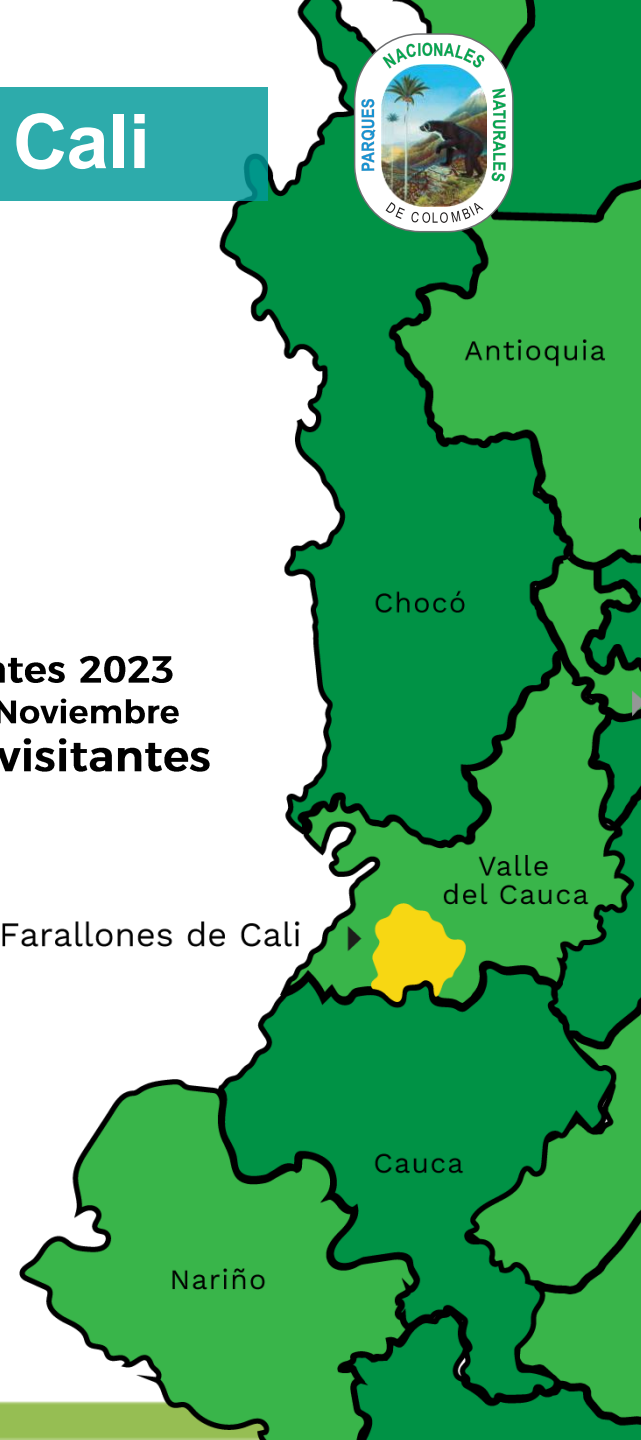 Cali
PARQUES
NACIONALES
NATURALES
DE COLOMBIA
Antioquia
Chocó
2023
Noviembre
visitantes
Valle
del Cauca
Farallones de Cali
Cauca
Nariño